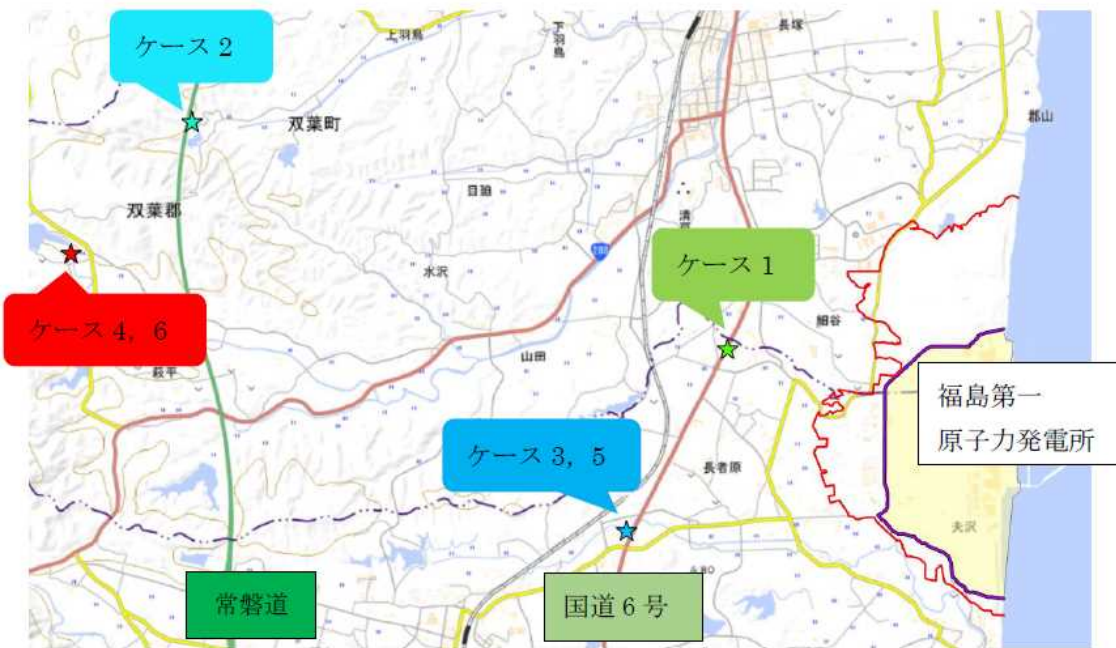 ケース 2
上羽鳥
下羽鳥
長塚
郡山
双葉町
双葉郡
目廹
水沢
288
ケース 1
ケース 4, 6
細谷
山田
萩平
福島第一
原子力発電所
ケース 3, 5
長者原
夫沢
常磐道
国道 6 号